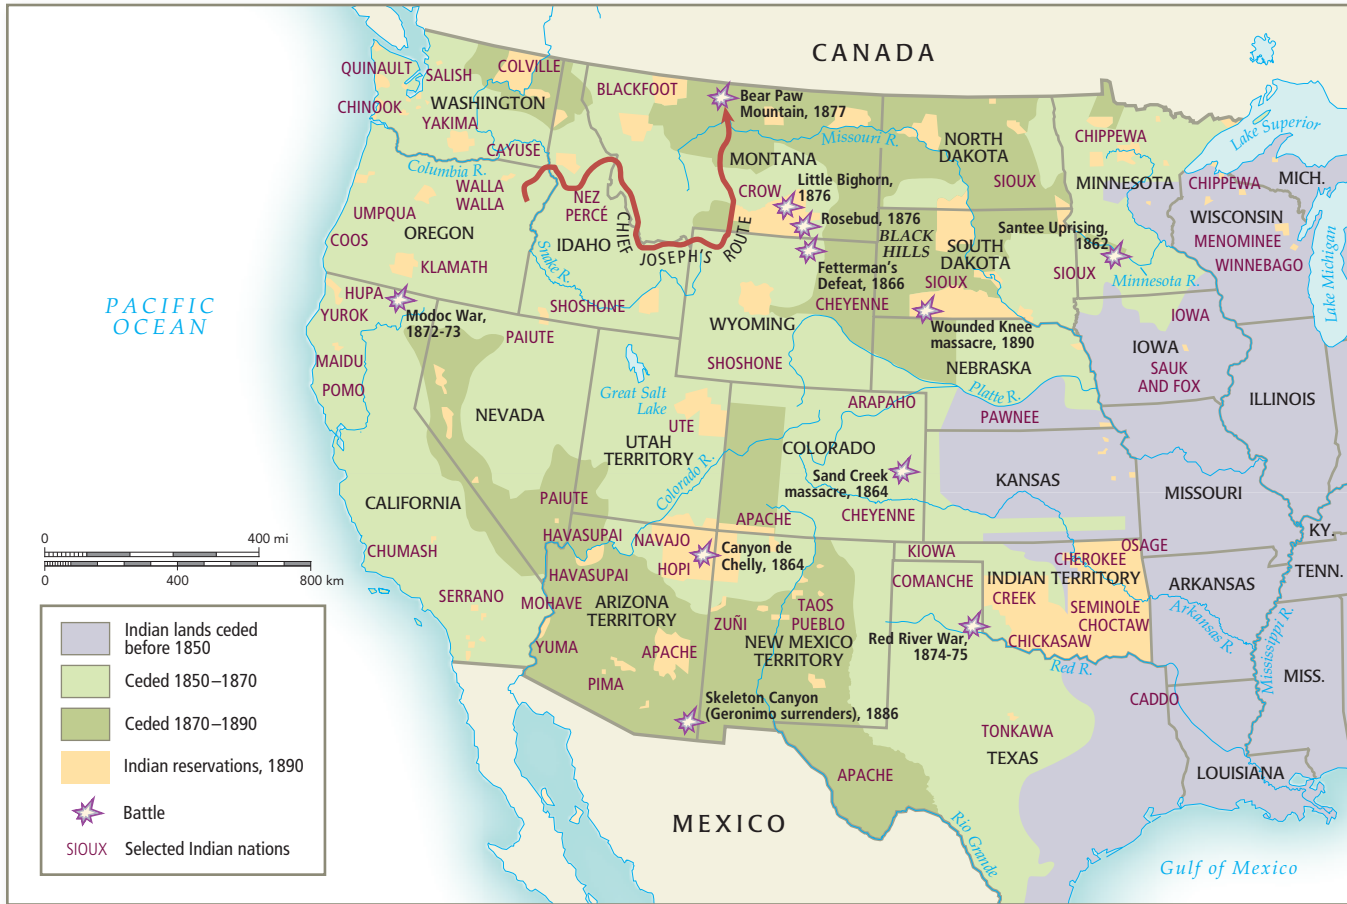 CANADA
QUINAULT
SALISH
COLVILLE
CHINOOK
WASHINGTON
YAKIMA
CAYUSE
Columbia R.
WALLA
WALLA
UMPQUA
COOS
OREGON
KLAMATH
BLACKFOOT
Bear Paw
Mountain, 1877
MONTANA
Missouri R.
NORTH
DAKOTA
SIOUX
CHIPPEWA
MINNESOTA
Lake Superior
CHIPPEWA
MICH.
WISCONSIN
MENOMINEE
WINNEBAGO
Lake Michigan
NEZ
PERCÉ
IDAHO
CHIEF JOSEPH'S ROUTE
Snake R.
SHOSHONE
CROW
Little Bighorn,
1876
Rosebud, 1876
BLACK
HILLS
Fetterman's
Defeat, 1866
CHEYENNE
SOUTH
DAKOTA
SIOUX
Santee Uprising,
1862
SIOUX
Minnesota R.
PACIFIC
OCEAN
HUPA
YUROK
Modoc War,
1872-73
MAIDU
POMO
PAIUTE
NEVADA
WYOMING
SHOSHONE
Wounded Knee
massacre, 1890
NEBRASKA
Platte R.
IOWA
IOWA
SAUK
AND FOX
ILLINOIS
Great Salt
Lake
UTE
UTAH
TERRITORY
Colorado R.
ARAPAHO
COLORADO
Sand Creek
massacre, 1864
CHEYENNE
PAWNEE
KANSAS
MISSOURI
KY.
CALIFORNIA
PAIUTE
CHUMASH
SERRANO
HAVASUPAI
HAVASUPAI
MOHAVE
YUMA
NAVAJO
HOPI
Canyon de
Chelly, 1864
ARIZONA
TERRITORY
APACHE
PIMA
APACHE
ZUÑI
TAOS
PUEBLO
NEW MEXICO
TERRITORY
Skeleton Canyon
(Geronimo surrenders), 1886
KIOWA
COMANCHE
Red River War,
1874-75
INDIAN TERRITORY
CHEROKEE
OSAGE
CREEK
SEMINOLE
CHOCTAW
CHICKASAW
Red R.
ARKANSAS
Arkansas R.
TENN.
Mississippi R.
MISS.
CADDO
LOUISIANA
TONKAWA
TEXAS
APACHE
Rio Grande
MEXICO
Gulf of Mexico
0
400 mi
0
400
800 km
Indian lands ceded
before 1850
Ceded 1850–1870
Ceded 1870–1890
Indian reservations, 1890
Battle
SIOUX
Selected Indian nations